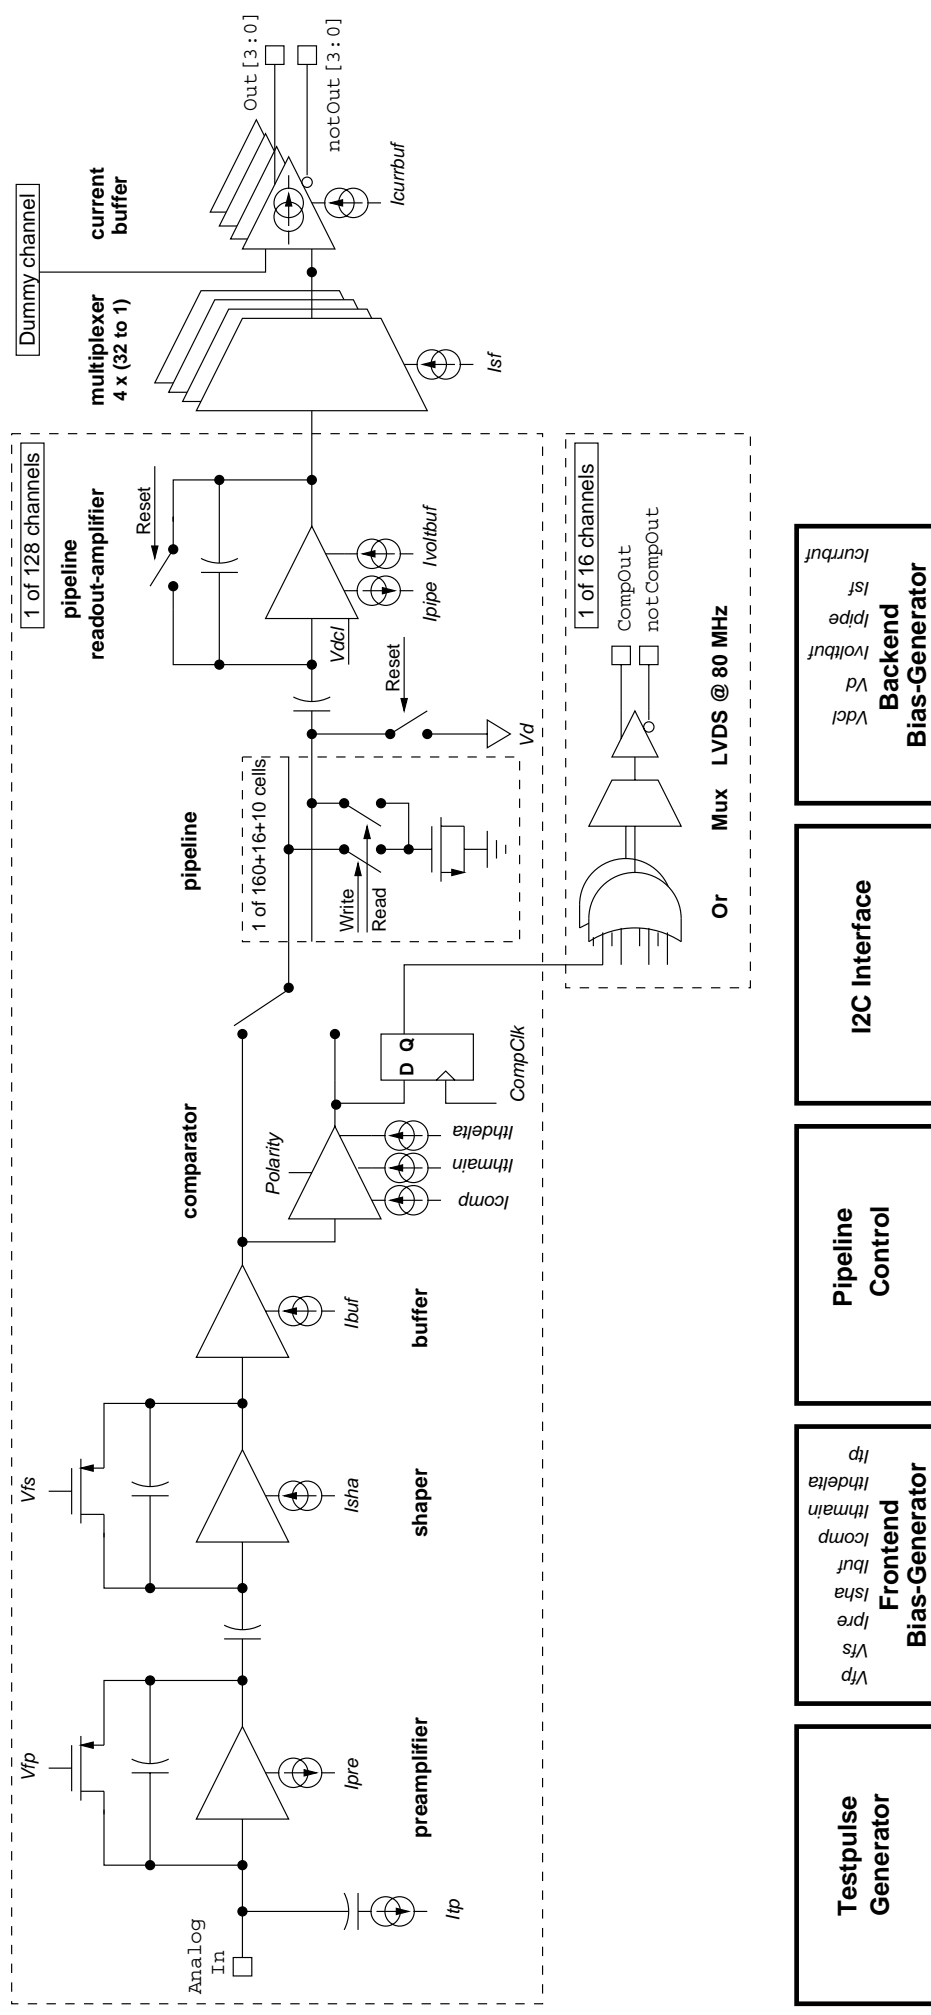 Dummy channel
1 of 128 channels
Vfp
Vfs
comparator
pipeline
pipeline
readout-amplifier
multiplexer
4 x (32 to 1)
current
buffer
Reset
Out[3:0]
notOut[3:0]
Icurrbuf
Isf
Analog
In
Itp
Ipre
preamplifier
Isha
shaper
Ibuf
buffer
Polarity
Icomp
Ithmain
Ithdelta
D Q
CompClk
1 of 160+16+10 cells
Write
Read
Reset
Vd
Vdcl
Ipipe
Ivoltbuf
1 of 16 channels
CompOut
notCompOut
Or
Mux
LVDS @ 80 MHz
Testpulse
Generator
Vfp
Vfs
Ipre
Isha
Ibuf
Icomp
Ithmain
Ithdelta
Itp
Frontend
Bias-Generator
Pipeline
Control
I2C Interface
Vdcl
Vd
Ivoltbuf
Ipipe
Isf
Icurrbuf
Backend
Bias-Generator